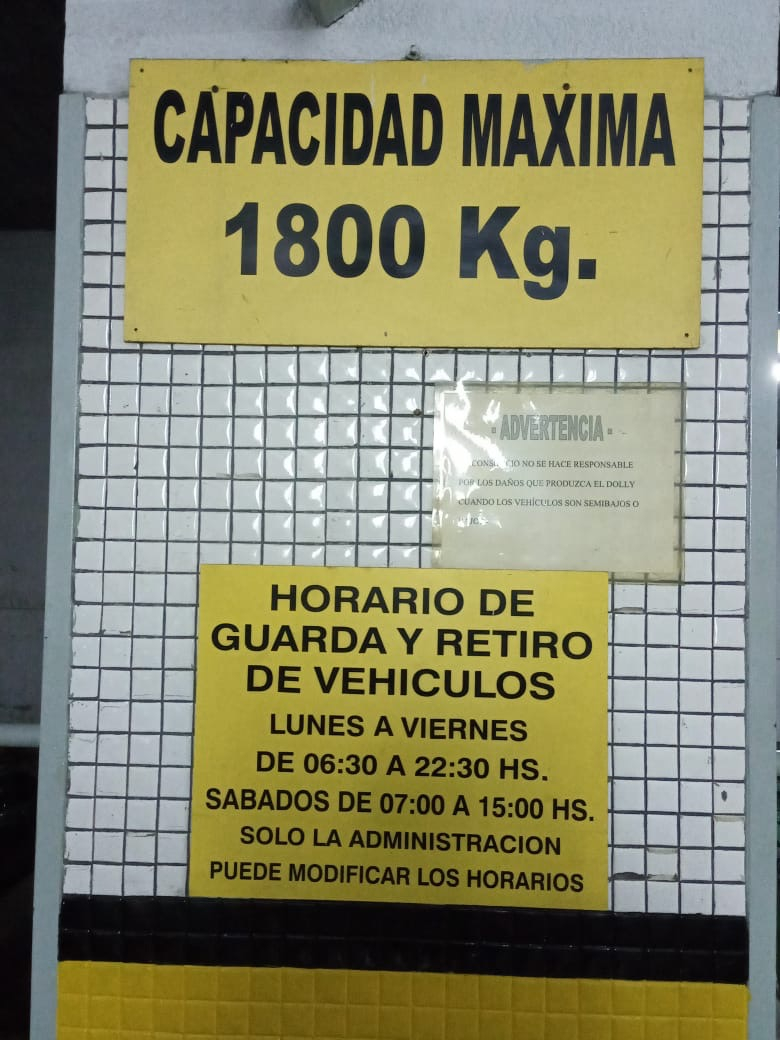 CAPACIDAD MAXIMA
1800 Kg.
- ADVERTENCIA -
NO SE HACE RESPONSABLE
POR LOS DAÑOS QUE PRODUZCA EL DOLLY
CUANDO LOS VEHÍCULOS SON SEMIBAJOS O
HORARIO DE
GUARDA Y RETIRO
DE VEHICULOS
LUNES A VIERNES
DE 06:30 A 22:30 HS.
SABADOS DE 07:00 A 15:00 HS.
SOLO LA ADMINISTRACION
PUEDE MODIFICAR LOS HORARIOS